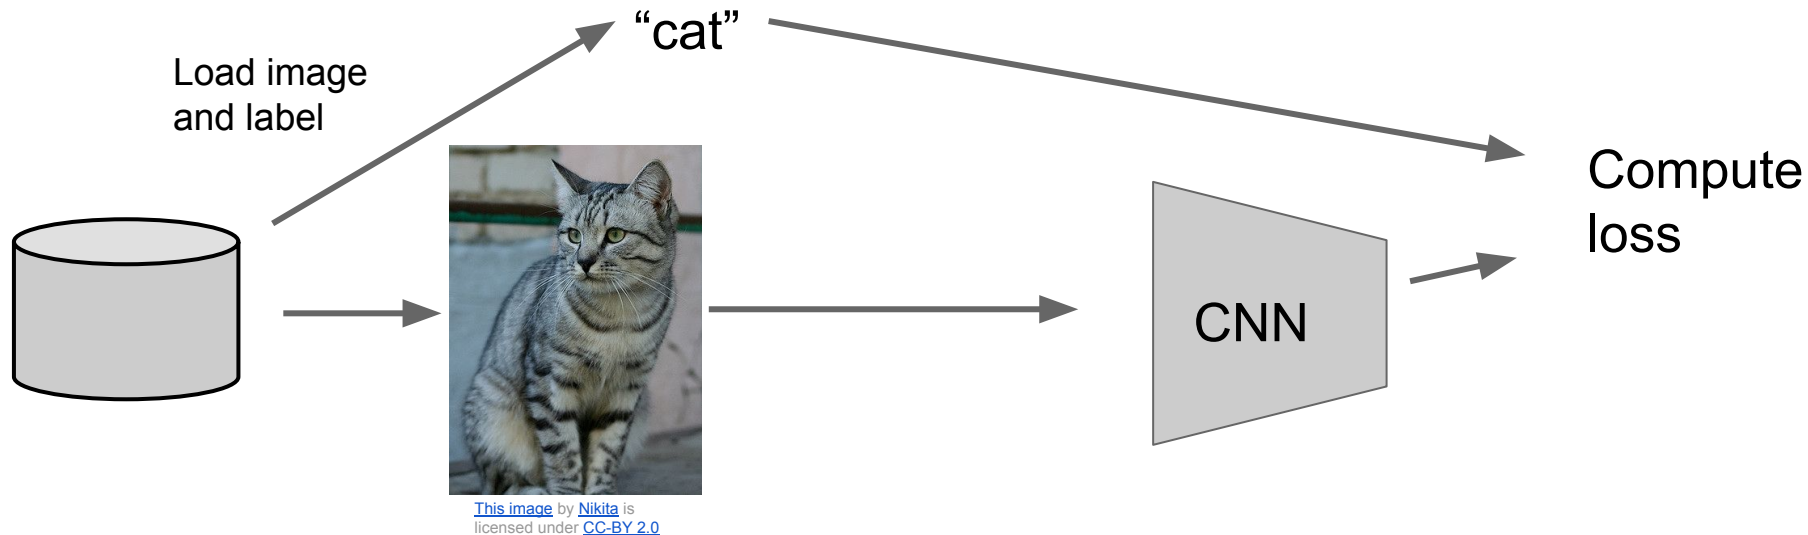 “cat”
Load image
and label
Compute
loss
CNN
This image by Nikita is
licensed under CC-BY 2.0